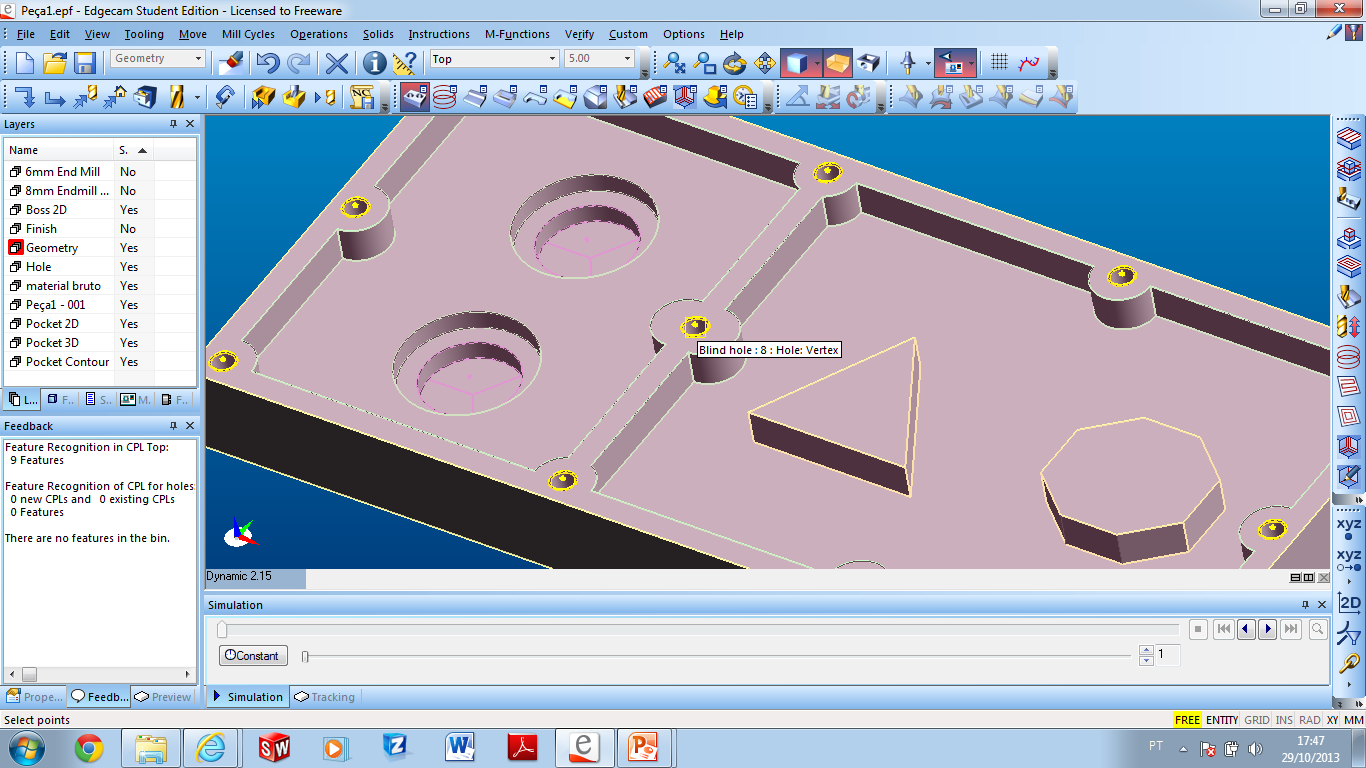 Peça1.epf - Edgecam Student Edition - Licensed to Freeware
File Edit View Tooling Move Mill Cycles Operations Solids Instructions M-Functions Verify Custom Options Help
Geometry Top 5.00
Layers
Name S.
6mm End Mill No
8mm Endmill ... No
Boss 2D Yes
Finish No
Geometry Yes
Hole Yes
material bruto Yes
Peça1 - 001 Yes
Pocket 2D Yes
Pocket 3D Yes
Pocket Contour Yes
L... F.. S.. M. F..
Feedback
Feature Recognition in CPL Top:
9 Features
Feature Recognition of CPL for holes:
0 new CPLs and 0 existing CPLs
0 Features
There are no features in the bin.
Prope... Feedb... Preview
Blind hole : 8 : Hole: Vertex
Dynamic 2.15
Simulation
Constant 1
Simulation Tracking
xyz
xyz
2D
Select points FREE ENTITY GRID INS RAD XY MM
PT 17:47
29/10/2013